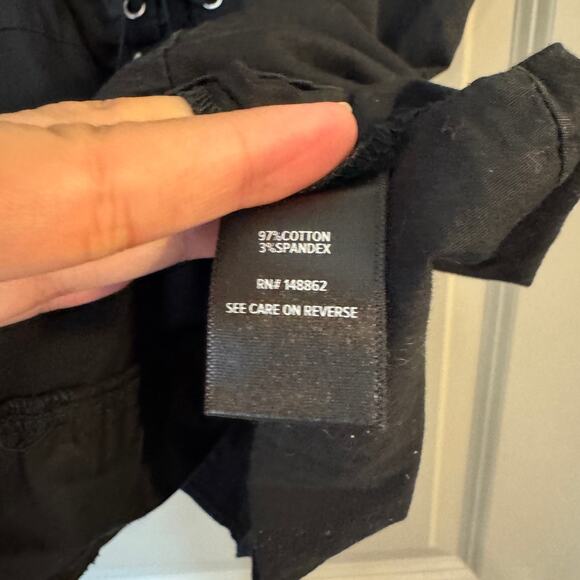 97%COTTON
3%SPANDEX
RN# 148862
SEE CARE ON REVERSE